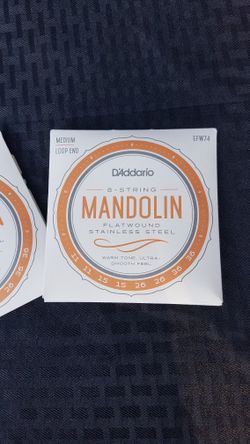 MEDIUM
LOOP END
EFW74
D'Addario
8-STRING
MANDOLIN
FLATWOUND
STAINLESS STEEL
WARM TONE, ULTRA-
SMOOTH FEEL
11 11 15 15 26 26 36 36